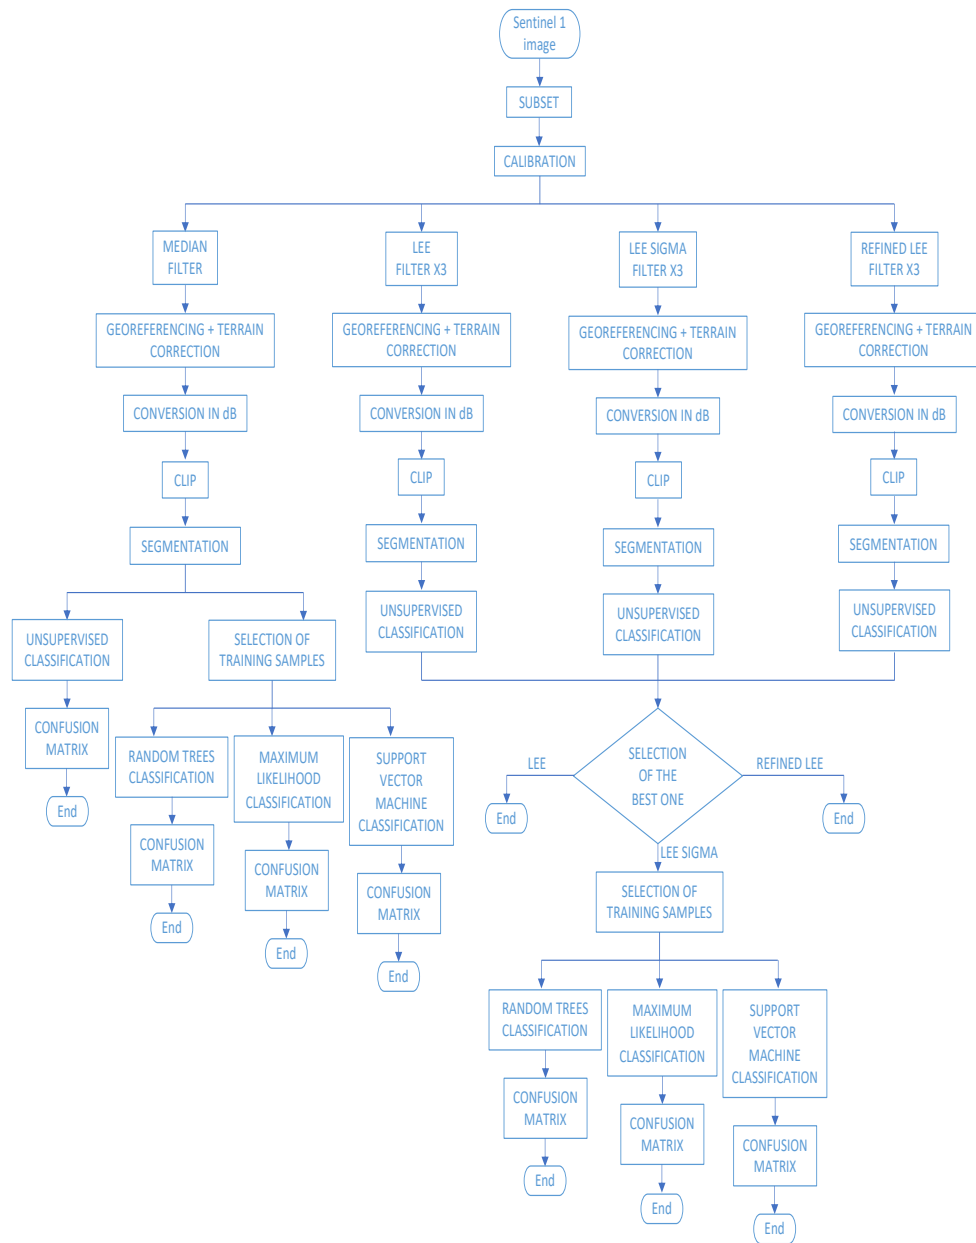 Sentinel 1
image
SUBSET
CALIBRATION
MEDIAN
FILTER
LEE
FILTER X3
LEE SIGMA
FILTER X3
REFINED LEE
FILTER X3
GEOREFERENCING + TERRAIN
CORRECTION
GEOREFERENCING + TERRAIN
CORRECTION
GEOREFERENCING + TERRAIN
CORRECTION
GEOREFERENCING + TERRAIN
CORRECTION
CONVERSION IN dB
CONVERSION IN dB
CONVERSION IN dB
CONVERSION IN dB
CLIP
CLIP
CLIP
CLIP
SEGMENTATION
SEGMENTATION
SEGMENTATION
SEGMENTATION
UNSUPERVISED
CLASSIFICATION
SELECTION OF
TRAINING SAMPLES
UNSUPERVISED
CLASSIFICATION
UNSUPERVISED
CLASSIFICATION
UNSUPERVISED
CLASSIFICATION
CONFUSION
MATRIX
End
RANDOM TREES
CLASSIFICATION
MAXIMUM
LIKELIHOOD
CLASSIFICATION
SUPPORT
VECTOR
MACHINE
CLASSIFICATION
CONFUSION
MATRIX
End
CONFUSION
MATRIX
End
CONFUSION
MATRIX
End
SELECTION
OF THE
BEST ONE
LEE
End
REFINED LEE
End
LEE SIGMA
SELECTION OF
TRAINING SAMPLES
RANDOM TREES
CLASSIFICATION
MAXIMUM
LIKELIHOOD
CLASSIFICATION
SUPPORT
VECTOR
MACHINE
CLASSIFICATION
CONFUSION
MATRIX
End
CONFUSION
MATRIX
End
CONFUSION
MATRIX
End